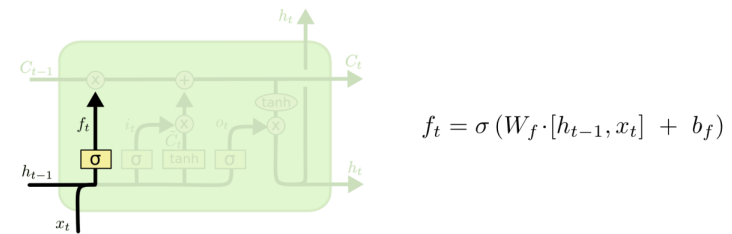 h_t
C_{t-1}
C_t
× +
tanh
f_t i_t × o_t ×
C̃_t
σ σ tanh σ
h_{t-1}
h_t
x_t
f_t = σ (W_f · [h_{t-1}, x_t] + b_f)